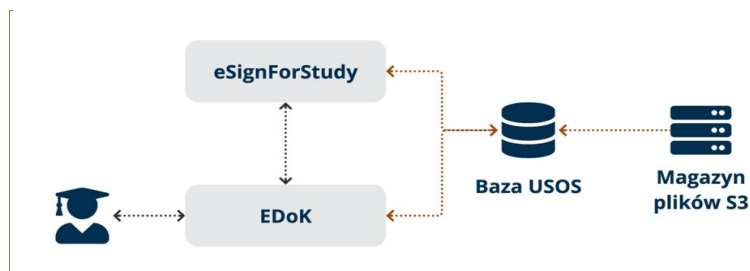 eSignForStudy
EDoK
Baza USOS
Magazyn
plików S3